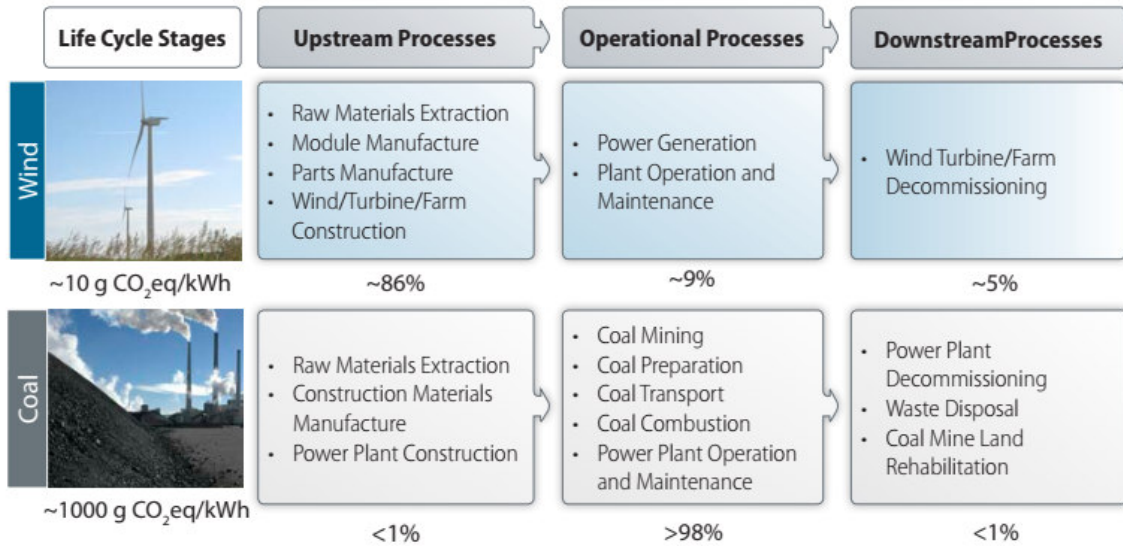 Life Cycle Stages
Upstream Processes
Operational Processes
DownstreamProcesses
Wind
• Raw Materials Extraction
• Module Manufacture
• Parts Manufacture
• Wind/Turbine/Farm
Construction
• Power Generation
• Plant Operation and
Maintenance
• Wind Turbine/Farm
Decommissioning
~10 g CO₂eq/kWh
~86%
~9%
~5%
Coal
• Raw Materials Extraction
• Construction Materials
Manufacture
• Power Plant Construction
• Coal Mining
• Coal Preparation
• Coal Transport
• Coal Combustion
• Power Plant Operation
and Maintenance
• Power Plant
Decommissioning
• Waste Disposal
• Coal Mine Land
Rehabilitation
~1000 g CO₂eq/kWh
<1%
>98%
<1%